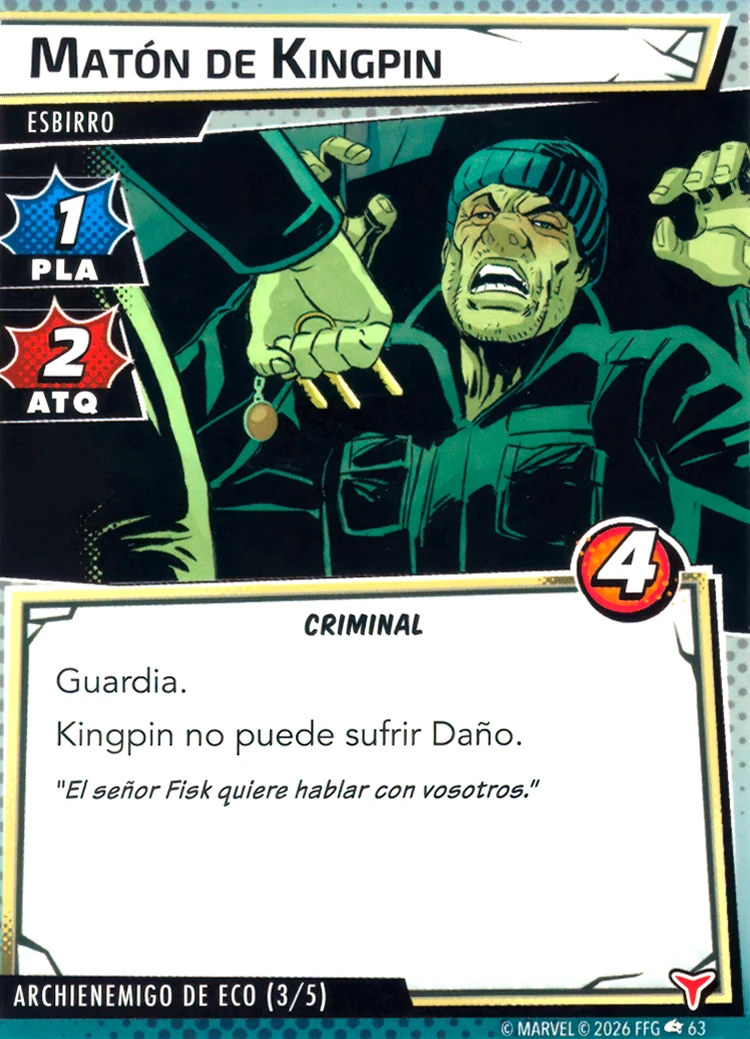 MATÓN DE KINGPIN
ESBIRRO
1
PLA
2
ATQ
4
CRIMINAL
Guardia.
Kingpin no puede sufrir Daño.
"El señor Fisk quiere hablar con vosotros."
ARCHIENEMIGO DE ECO (3/5)
© MARVEL © 2026 FFG 63